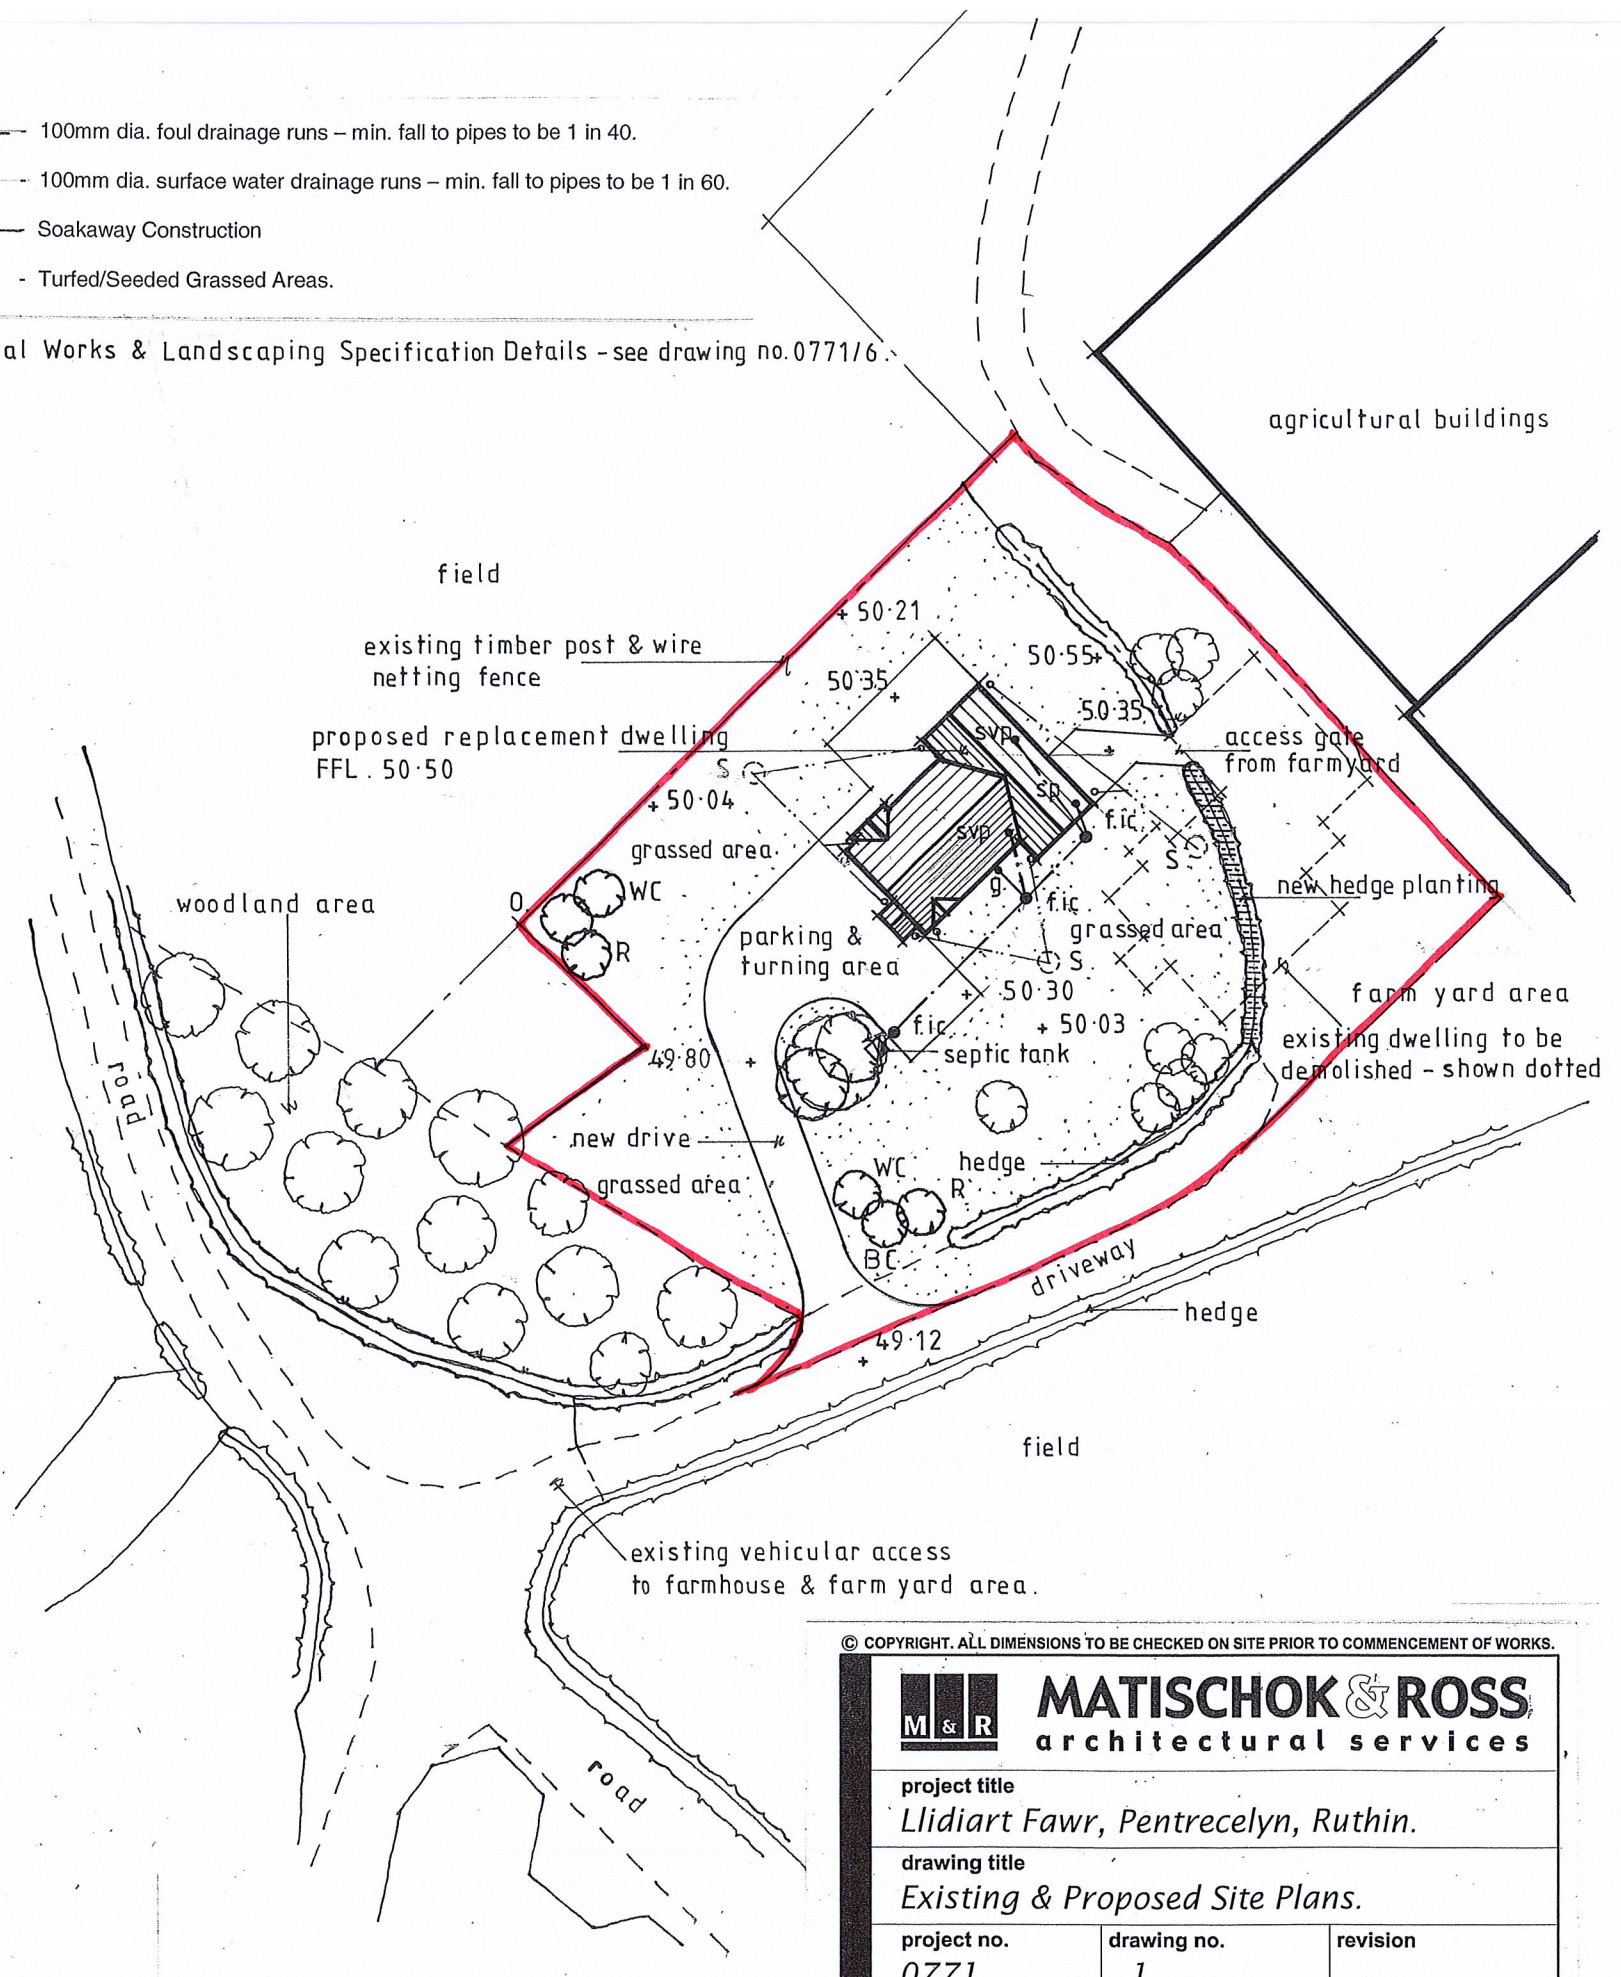 100mm dia. foul drainage runs – min. fall to pipes to be 1 in 40.
100mm dia. surface water drainage runs – min. fall to pipes to be 1 in 60.
Soakaway Construction
- Turfed/Seeded Grassed Areas.
al Works & Landscaping Specification Details - see drawing no. 0771/6.
agricultural buildings
field
+ 50·21
existing timber post & wire
netting fence
50·55+
50·35
+
50·35
proposed replacement dwelling
FFL. 50·50
svp
access gate
from farmyard
S
+ 50·04
sp
f.ic
svp
grassed area
S
g
WC
new hedge planting
woodland area
O
f.ic
grassed area
R
parking &
turning area
S
50·30
farm yard area
f.ic
+ 50·03
existing dwelling to be
demolished - shown dotted
49·80 +
septic tank
road
new drive
WC
hedge
R
grassed area
BC
driveway
hedge
49·12
+
field
existing vehicular access
to farmhouse & farm yard area.
road
© COPYRIGHT. ALL DIMENSIONS TO BE CHECKED ON SITE PRIOR TO COMMENCEMENT OF WORKS.
M & R
MATISCHOK & ROSS
architectural services
project title
Llidiart Fawr, Pentrecelyn, Ruthin.
drawing title
Existing & Proposed Site Plans.
project no.
drawing no.
revision
0771
1